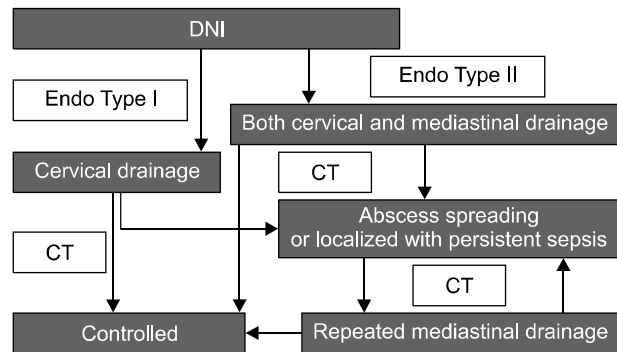 DNI
Endo Type I
Endo Type II
Both cervical and mediastinal drainage
Cervical drainage
CT
Abscess spreading
or localized with persistent sepsis
CT
CT
Controlled
Repeated mediastinal drainage